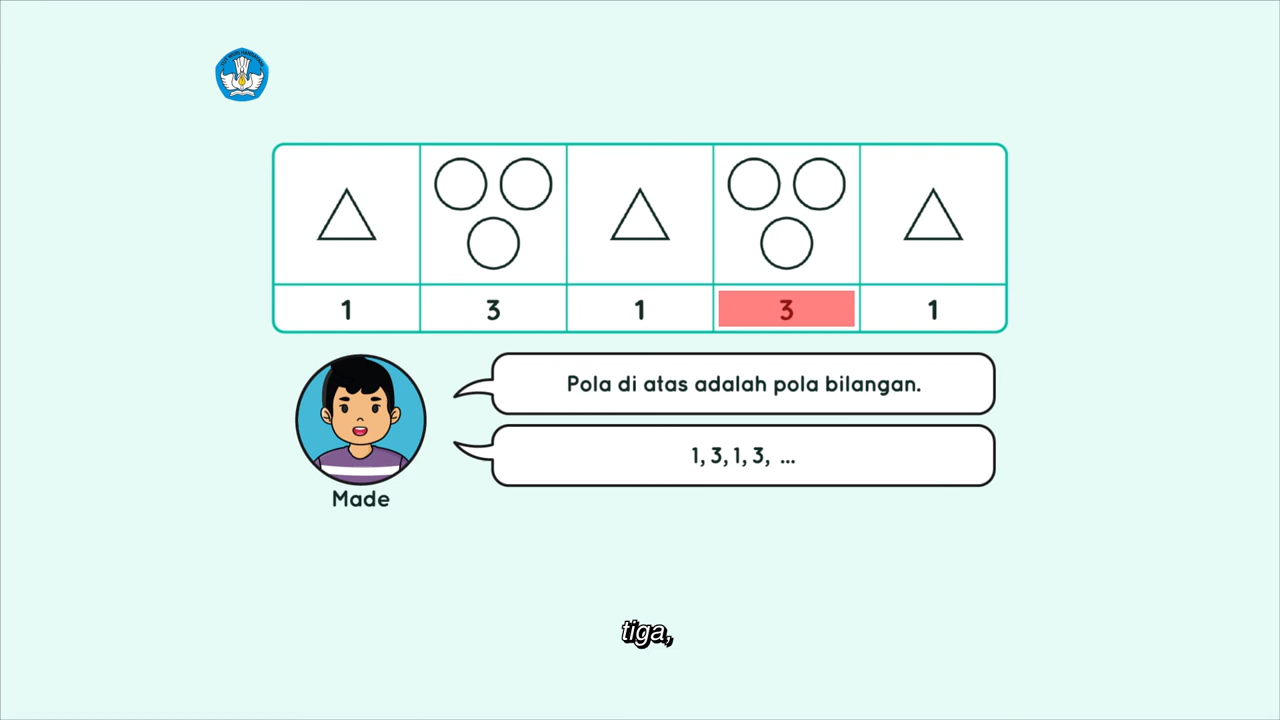 1 3 1 3 1
Pola di atas adalah pola bilangan.
1, 3, 1, 3, ...
Made
tiga,